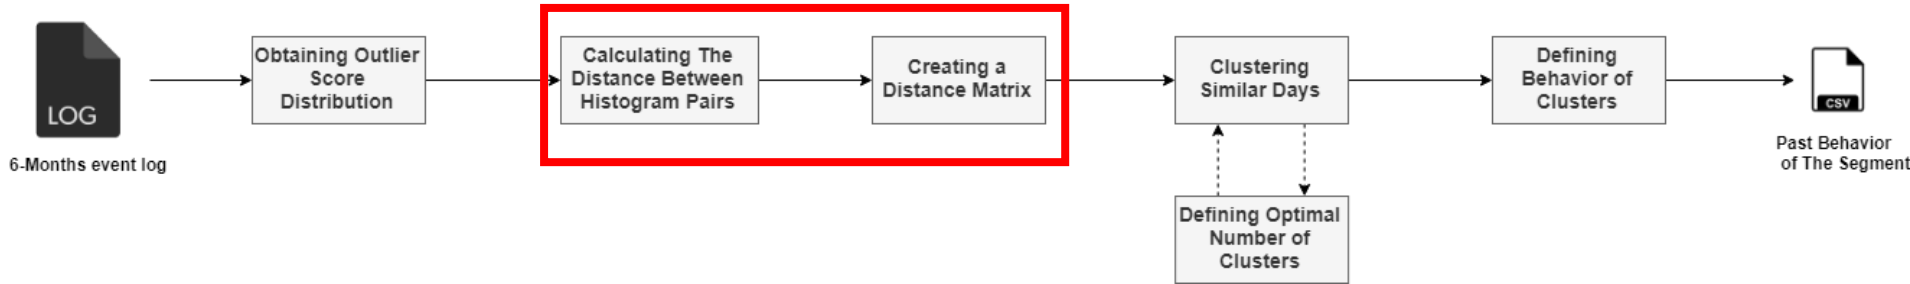 LOG
6-Months event log
Obtaining Outlier
Score
Distribution
Calculating The
Distance Between
Histogram Pairs
Creating a
Distance Matrix
Clustering
Similar Days
Defining Optimal
Number of
Clusters
Defining
Behavior of
Clusters
CSV
Past Behavior
of The Segment